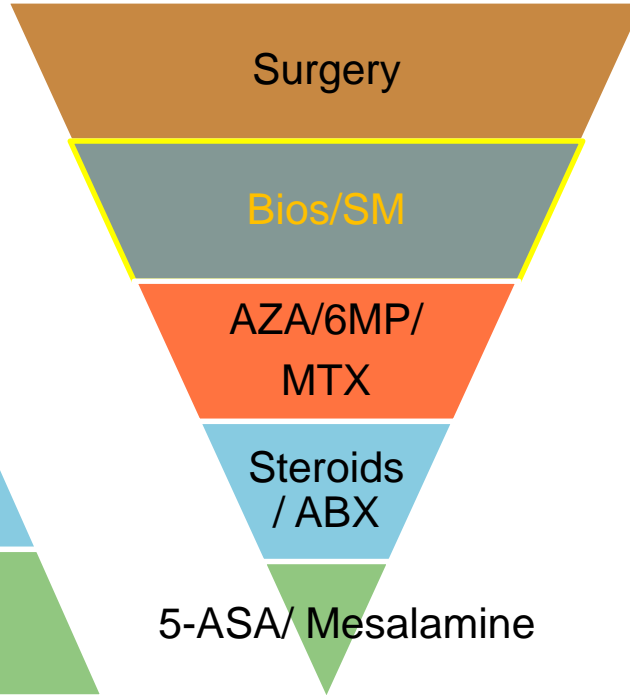 Surgery
Bios/SM
AZA/6MP/
MTX
Steroids
/ ABX
5-ASA/ Mesalamine